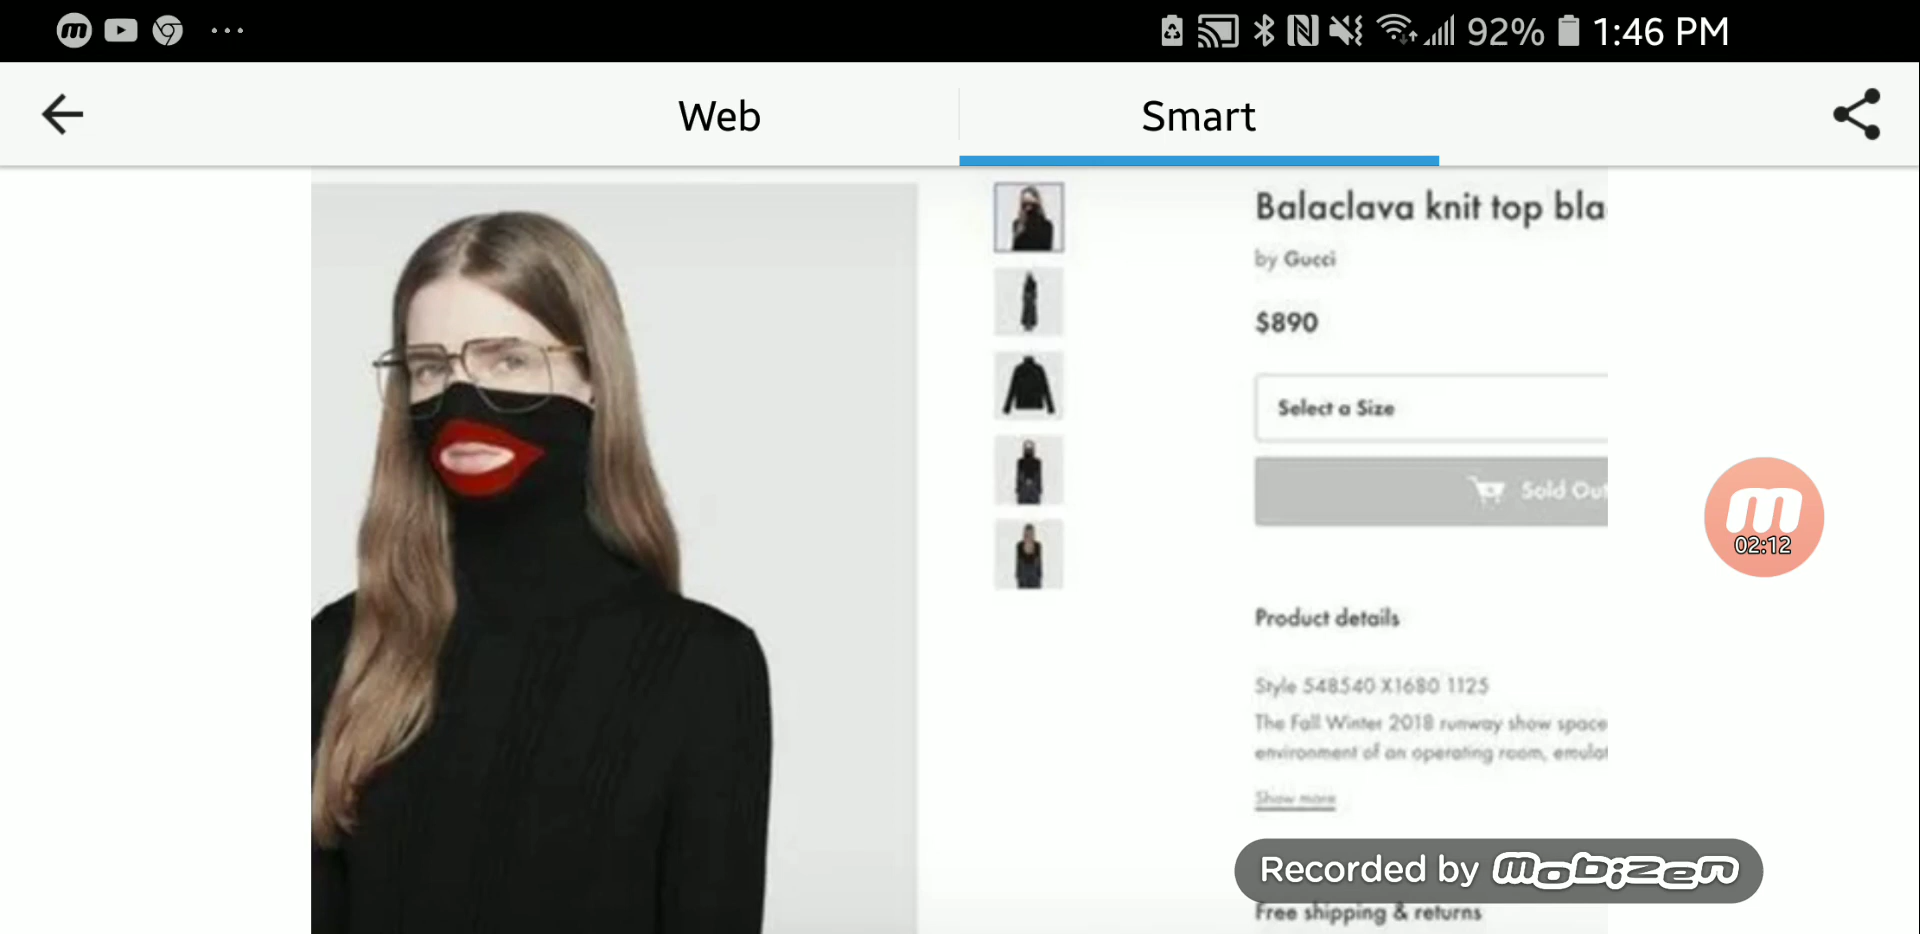 92% 1:46 PM
Web
Smart
Balaclava knit top bla
by Gucci
$890
Select a Size
Sold Out
Product details
Style 548540 X1680 1125
The Fall Winter 2018 runway show space
environment of an operating room, emulat
Show more
Free shipping & returns
m
02:12
Recorded by mobizen